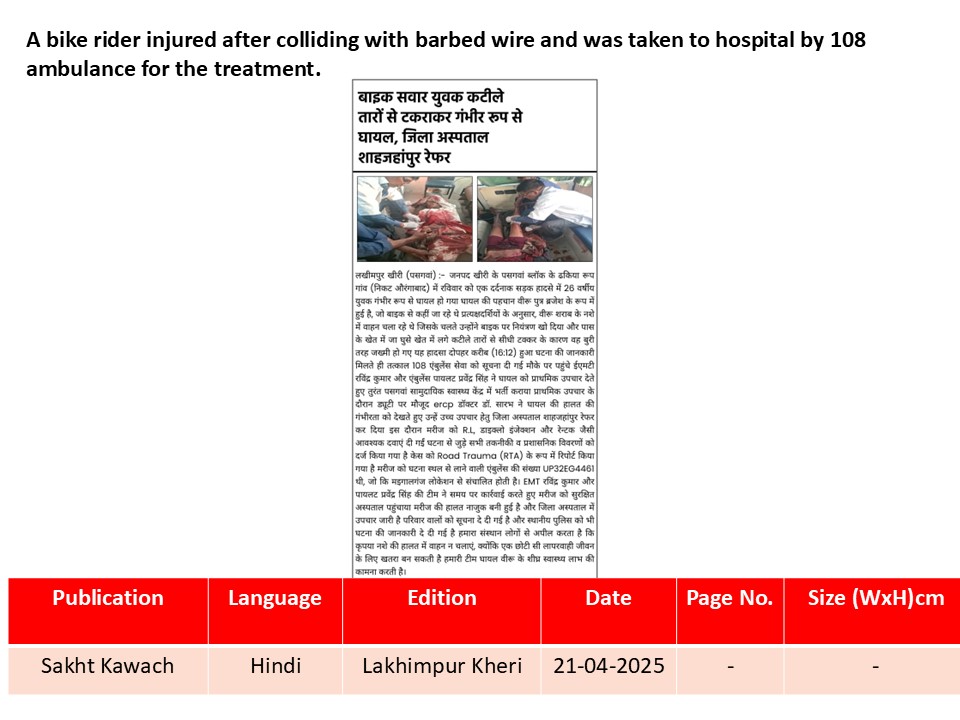 A bike rider injured after colliding with barbed wire and was taken to hospital by 108
ambulance for the treatment.
बाइक सवार युवक कटीले
तारों से टकराकर गंभीर रूप से
घायल, जिला अस्पताल
शाहजहांपुर रेफर
लखीमपुर खीरी (पसगवां) :- जनपद खीरी के पसगवां ब्लॉक के ढकिया रूप
गांव (निकट औरंगाबाद) में रविवार को एक दर्दनाक सड़क हादसे में 26 वर्षीय
युवक गंभीर रूप से घायल हो गया घायल की पहचान वीरू पुत्र ब्रजेश के रूप में
हुई है, जो बाइक से कहीं जा रहे थे प्रत्यक्षदर्शियों के अनुसार, वीरू शराब के नशे
में वाहन चला रहे थे जिसके चलते उन्होंने बाइक पर नियंत्रण खो दिया और पास
के खेत में जा घुसे खेत में लगे कटीले तारों से सीधी टक्कर के कारण वह बुरी
तरह जख्मी हो गए यह हादसा दोपहर करीब (16:12) हुआ घटना की जानकारी
मिलते ही तत्काल 108 एंबुलेंस सेवा को सूचना दी गई मौके पर पहुंचे ईएमटी
रविंद्र कुमार और एंबुलेंस पायलट प्रवेंद्र सिंह ने घायल को प्राथमिक उपचार देते
हुए तुरंत पसगवां सामुदायिक स्वास्थ्य केंद्र में भर्ती कराया प्राथमिक उपचार के
दौरान ड्यूटी पर मौजूद ercp डॉक्टर डॉ. सारभ ने घायल की हालत की
गंभीरता को देखते हुए उन्हें उच्च उपचार हेतु जिला अस्पताल शाहजहांपुर रेफर
कर दिया इस दौरान मरीज को R.L, डाइक्लो इंजेक्शन और रेन्टक जैसी
आवश्यक दवाएं दी गईं घटना से जुड़े सभी तकनीकी व प्रशासनिक विवरणों को
दर्ज किया गया है केस को Road Trauma (RTA) के रूप में रिपोर्ट किया
गया है मरीज को घटना स्थल से लाने वाली एंबुलेंस की संख्या UP32EG4461
थी, जो कि मइगालगंज लोकेशन से संचालित होती है। EMT रविंद्र कुमार और
पायलट प्रवेंद्र सिंह की टीम ने समय पर कार्रवाई करते हुए मरीज को सुरक्षित
अस्पताल पहुंचाया मरीज की हालत नाजुक बनी हुई है और जिला अस्पताल में
उपचार जारी है परिवार वालों को सूचना दे दी गई है और स्थानीय पुलिस को भी
घटना की जानकारी दे दी गई है हमारा संस्थान लोगों से अपील करता है कि
कृपया नशे की हालत में वाहन न चलाएं, क्योंकि एक छोटी सी लापरवाही जीवन
के लिए खतरा बन सकती है हमारी टीम घायल वीरू के शीघ्र स्वास्थ्य लाभ की
कामना करती है।
Publication Language Edition Date Page No. Size (WxH)cm
Sakht Kawach Hindi Lakhimpur Kheri 21-04-2025 - -